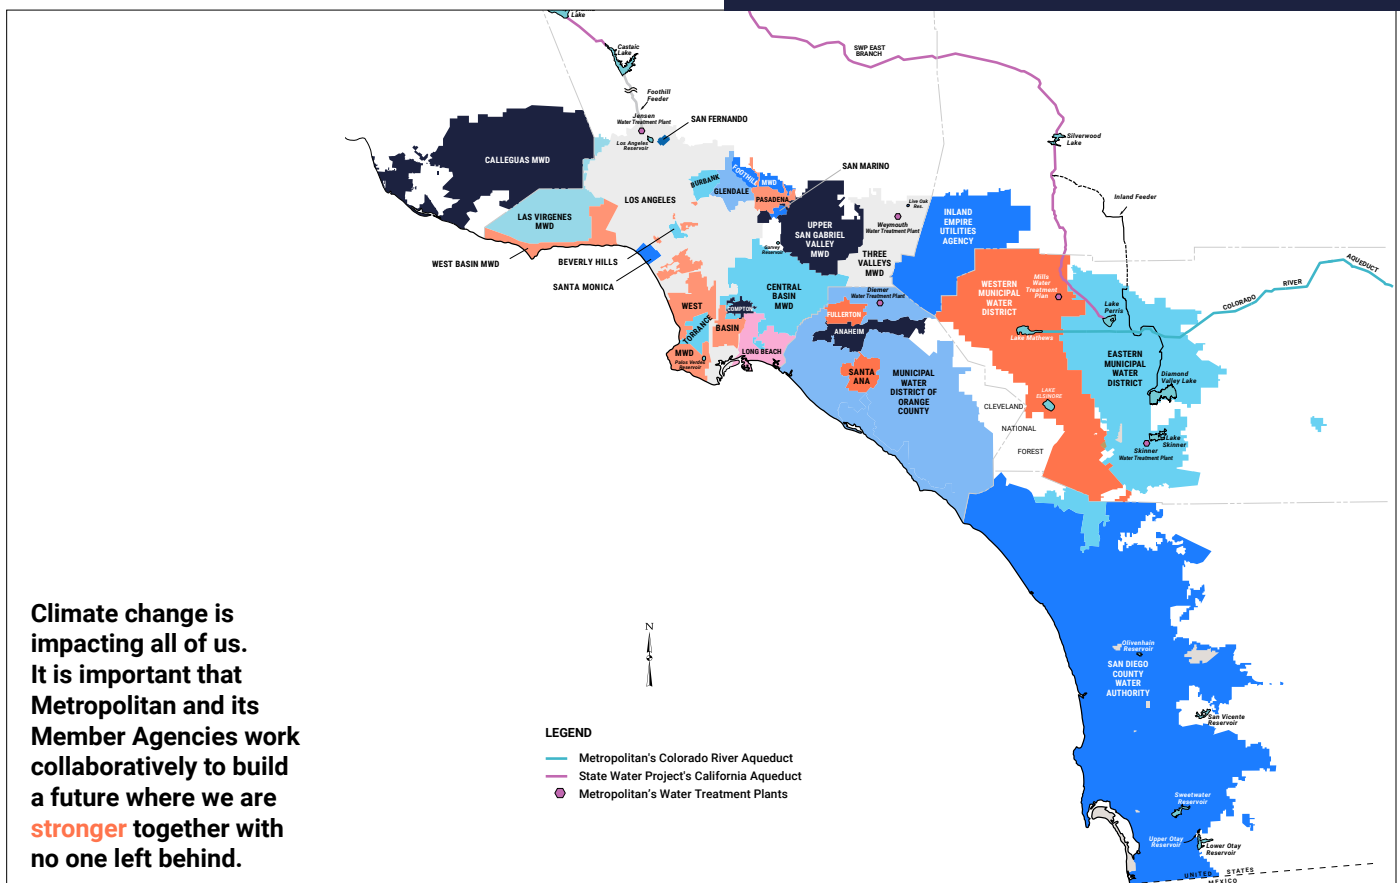 Lake
Castaic
Lake
SWP EAST
BRANCH
Foothill
Feeder
Jensen
Water Treatment Plant
SAN FERNANDO
Los Angeles
Reservoir
Silverwood
Lake
CALLEGUAS MWD
SAN MARINO
FOOTHILL
MWD
BURBANK
GLENDALE
PASADENA
Inland Feeder
LOS ANGELES
Live Oak
Res.
LAS VIRGENES
MWD
UPPER
SAN GABRIEL
VALLEY
MWD
Weymouth
Water Treatment Plant
INLAND
EMPIRE
UTILITIES
AGENCY
Garvey
Reservoir
THREE
VALLEYS
MWD
WEST BASIN MWD
BEVERLY HILLS
SANTA MONICA
AQUEDUCT
RIVER
COLORADO
CENTRAL
BASIN
MWD
Diemer
Water Treatment Plant
WESTERN
MUNICIPAL
WATER
DISTRICT
Mills
Water
Treatment
Plan
Lake
Perris
WEST
COMPTON
FULLERTON
TORRANCE
BASIN
ANAHEIM
Lake Mathews
MWD
LONG BEACH
Palos Verdes
Reservoir
EASTERN
MUNICIPAL
WATER
DISTRICT
SANTA
ANA
MUNICIPAL
WATER
DISTRICT OF
ORANGE
COUNTY
Diamond
Valley Lake
LAKE
ELSINORE
CLEVELAND
NATIONAL
FOREST
Lake
Skinner
Skinner
Water Treatment Plant
Climate change is
impacting all of us.
It is important that
Metropolitan and its
Member Agencies work
collaboratively to build
a future where we are
stronger together with
no one left behind.
N
Olivenhain
Reservoir
SAN DIEGO
COUNTY
WATER
AUTHORITY
San Vicente
Reservoir
LEGEND
Metropolitan's Colorado River Aqueduct
State Water Project's California Aqueduct
Metropolitan's Water Treatment Plants
Sweetwater
Reservoir
Upper Otay
Reservoir
Lower Otay
Reservoir
UNITED STATES
MEXICO